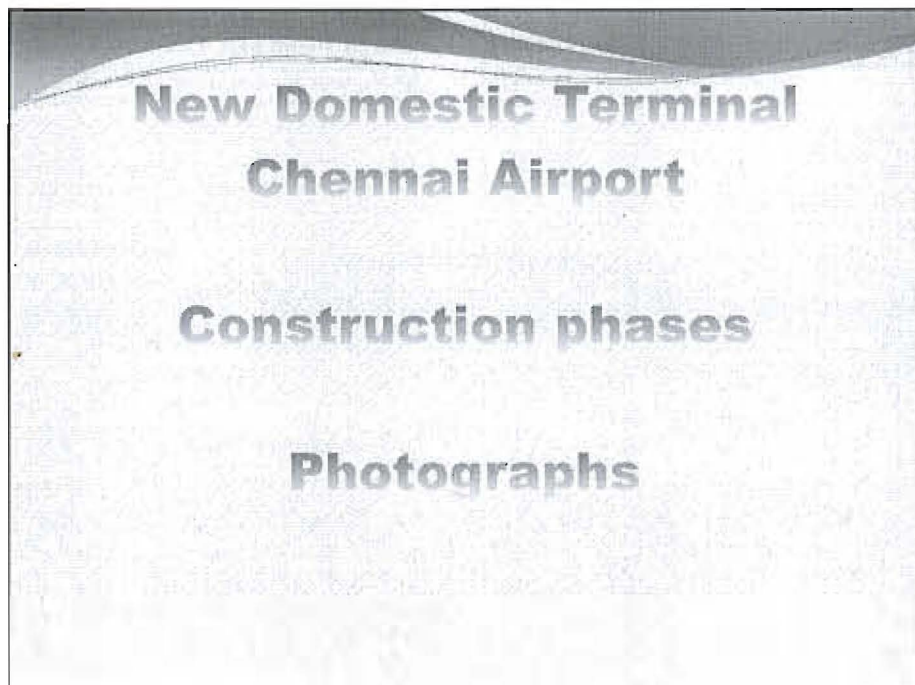 New Domestic Terminal
Chennai Airport
Construction phases
Photographs